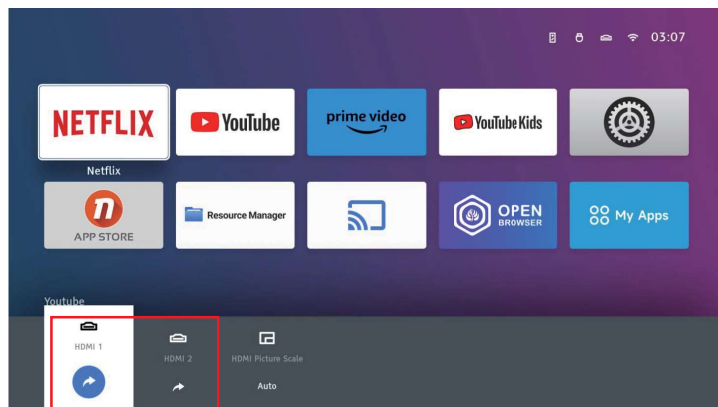 03:07
NETFLIX
YouTube
prime video
YouTube Kids
Netflix
n
APP STORE
Resource Manager
OPEN
BROWSER
My Apps
Youtube
HDMI 1
HDMI 2
HDMI Picture Scale
Auto